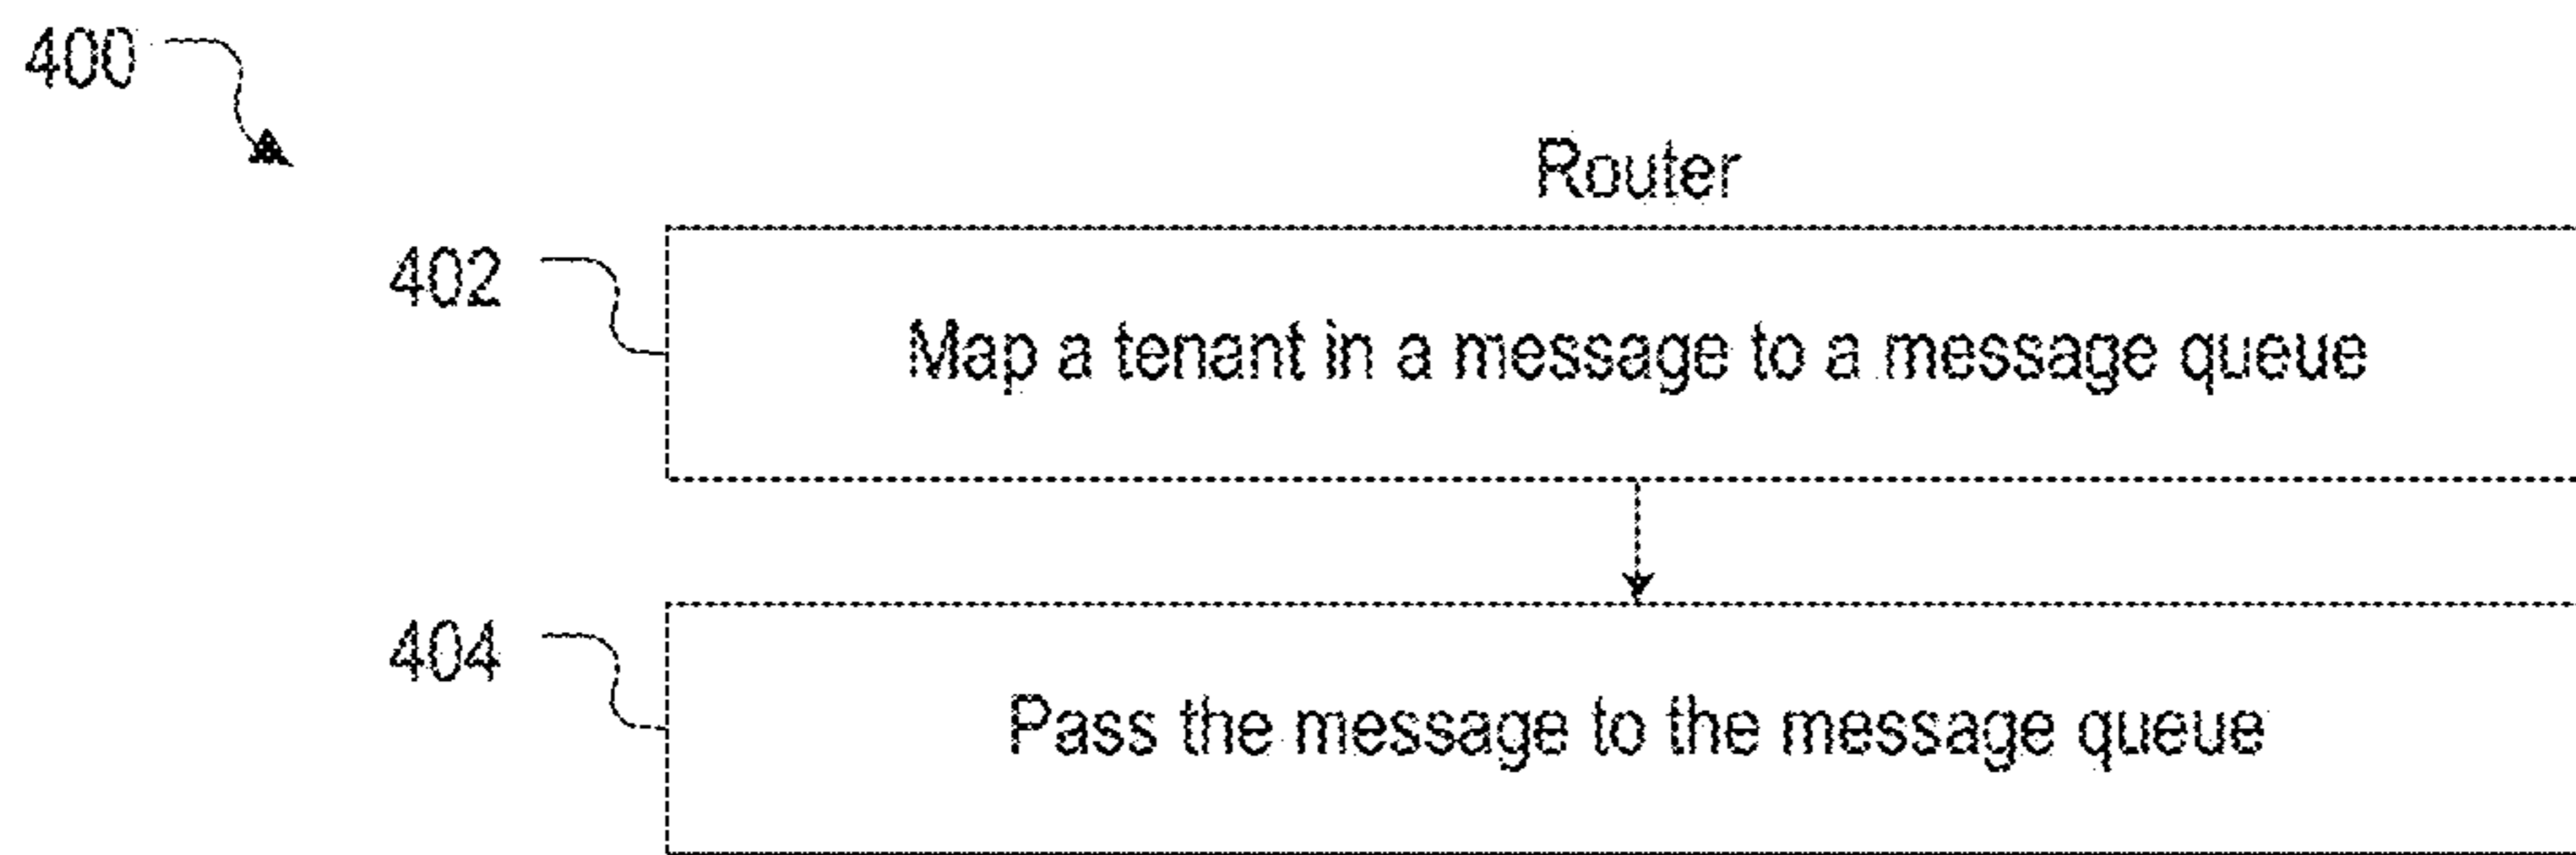 400
Router
402
Map a tenant in a message to a message queue
404
Pass the message to the message queue